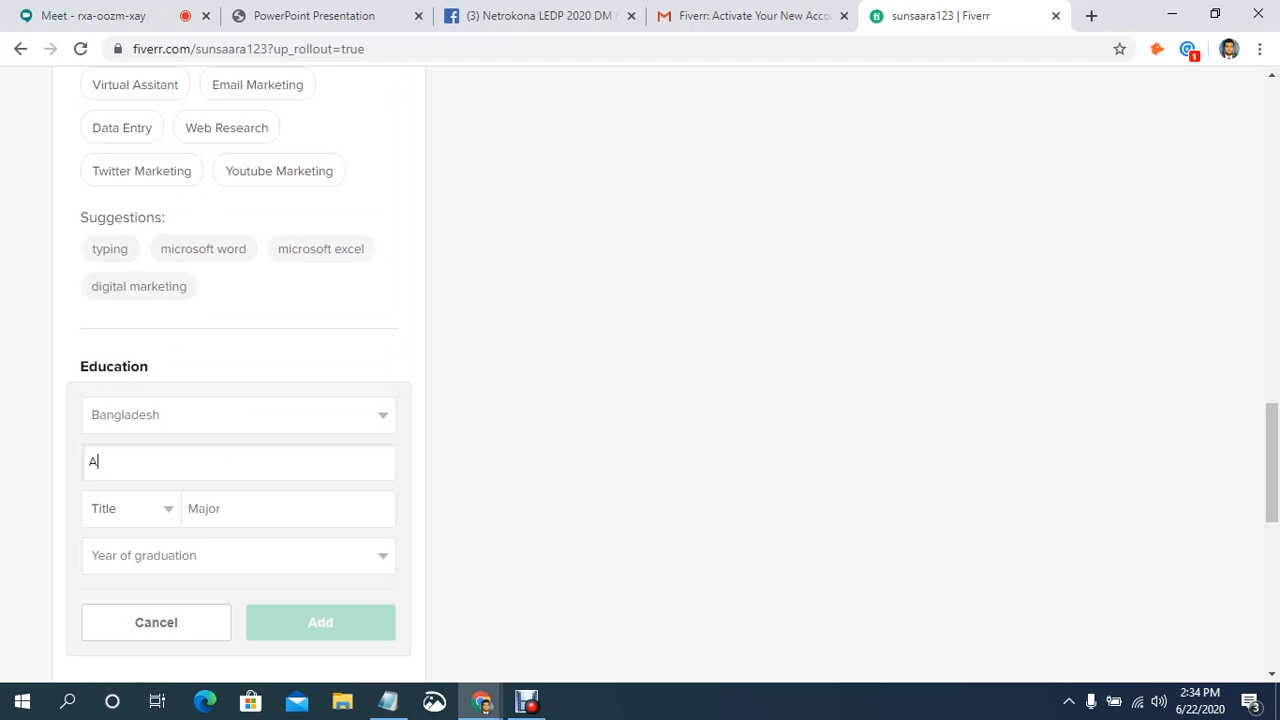 Meet - rxa-oozm-xay
PowerPoint Presentation
(3) Netrokona LEDP 2020 DM
Fiverr: Activate Your New Acco
sunsaara123 | Fiverr
fiverr.com/sunsaara123?up_rollout=true
1
Virtual Assitant
Email Marketing
Data Entry
Web Research
Twitter Marketing
Youtube Marketing
Suggestions:
typing
microsoft word
microsoft excel
digital marketing
Education
Bangladesh
A
Title
Major
Year of graduation
Cancel
Add
2:34 PM
6/22/2020
3